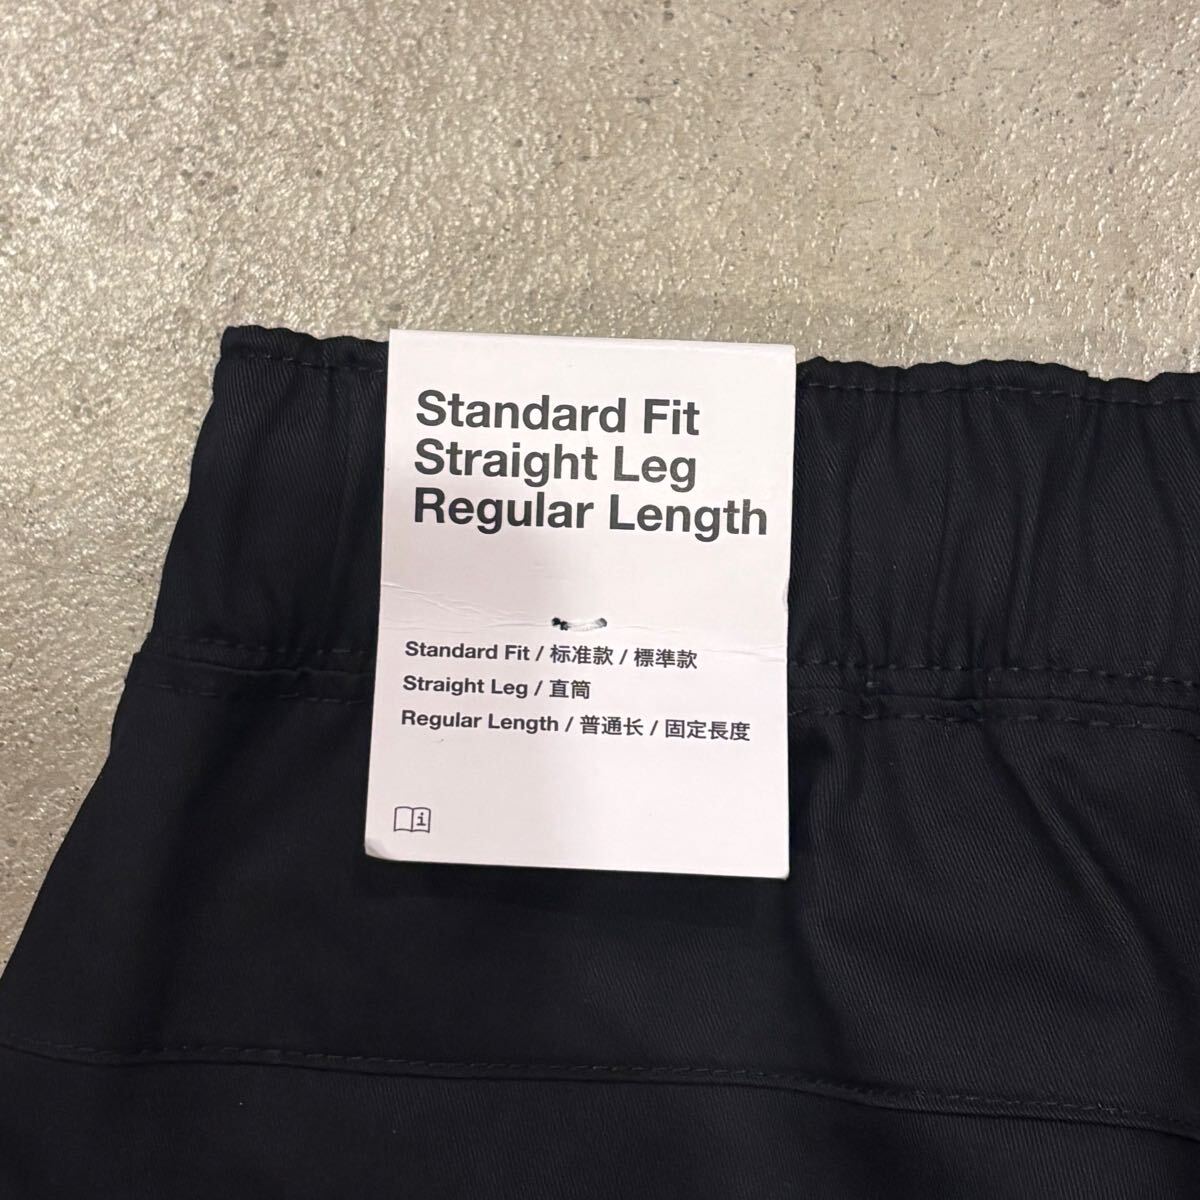 Standard Fit
Straight Leg
Regular Length
Standard Fit / 标准款 / 標準款
Straight Leg / 直筒
Regular Length / 普通长 / 固定長度
i